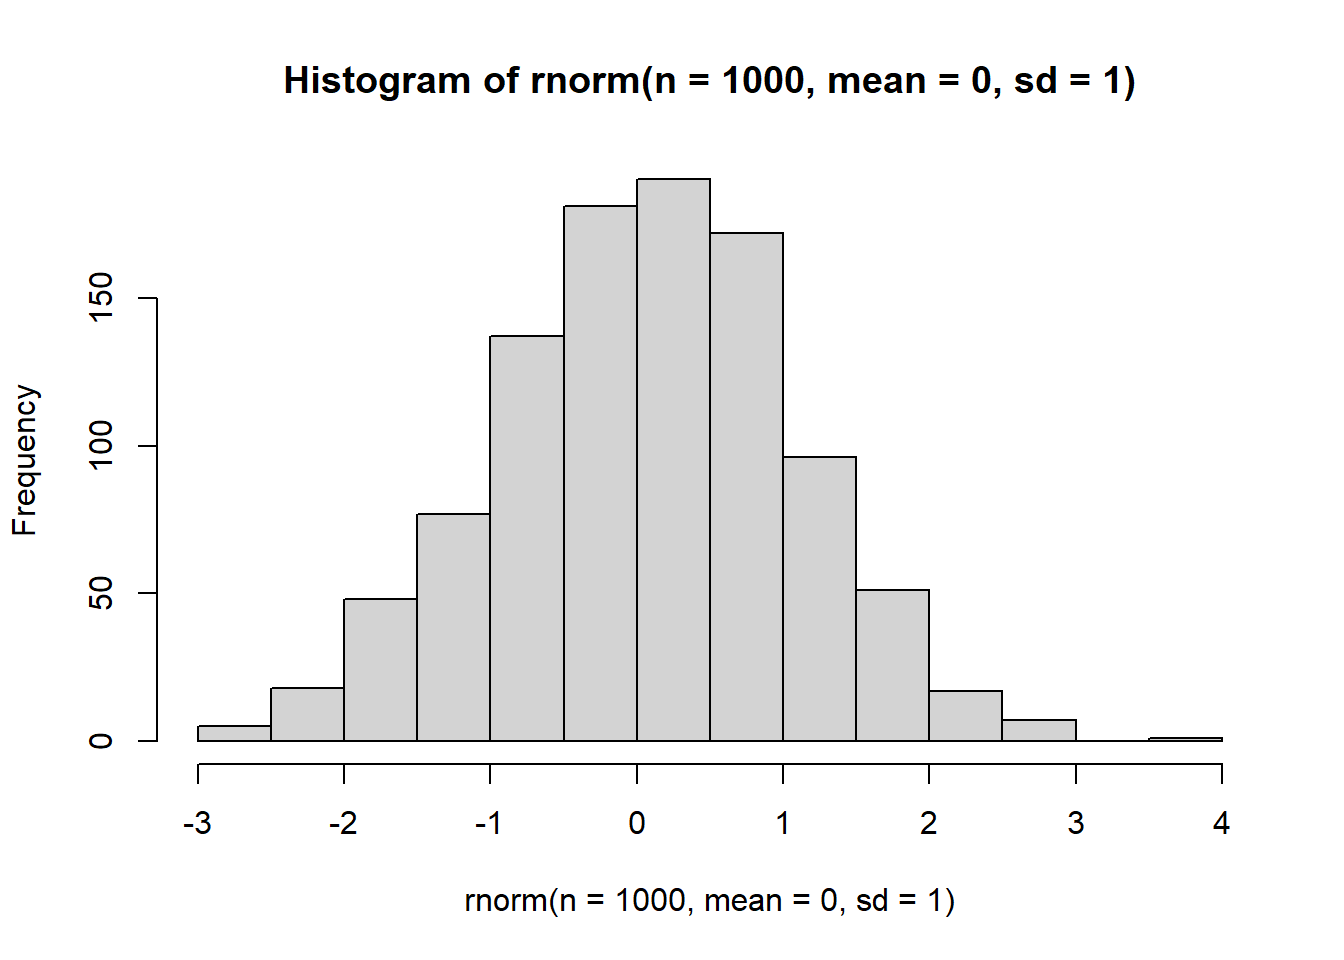 Histogram of rnorm(n = 1000, mean = 0, sd = 1)
Frequency
150
100
50
0
-3 -2 -1 0 1 2 3 4
rnorm(n = 1000, mean = 0, sd = 1)